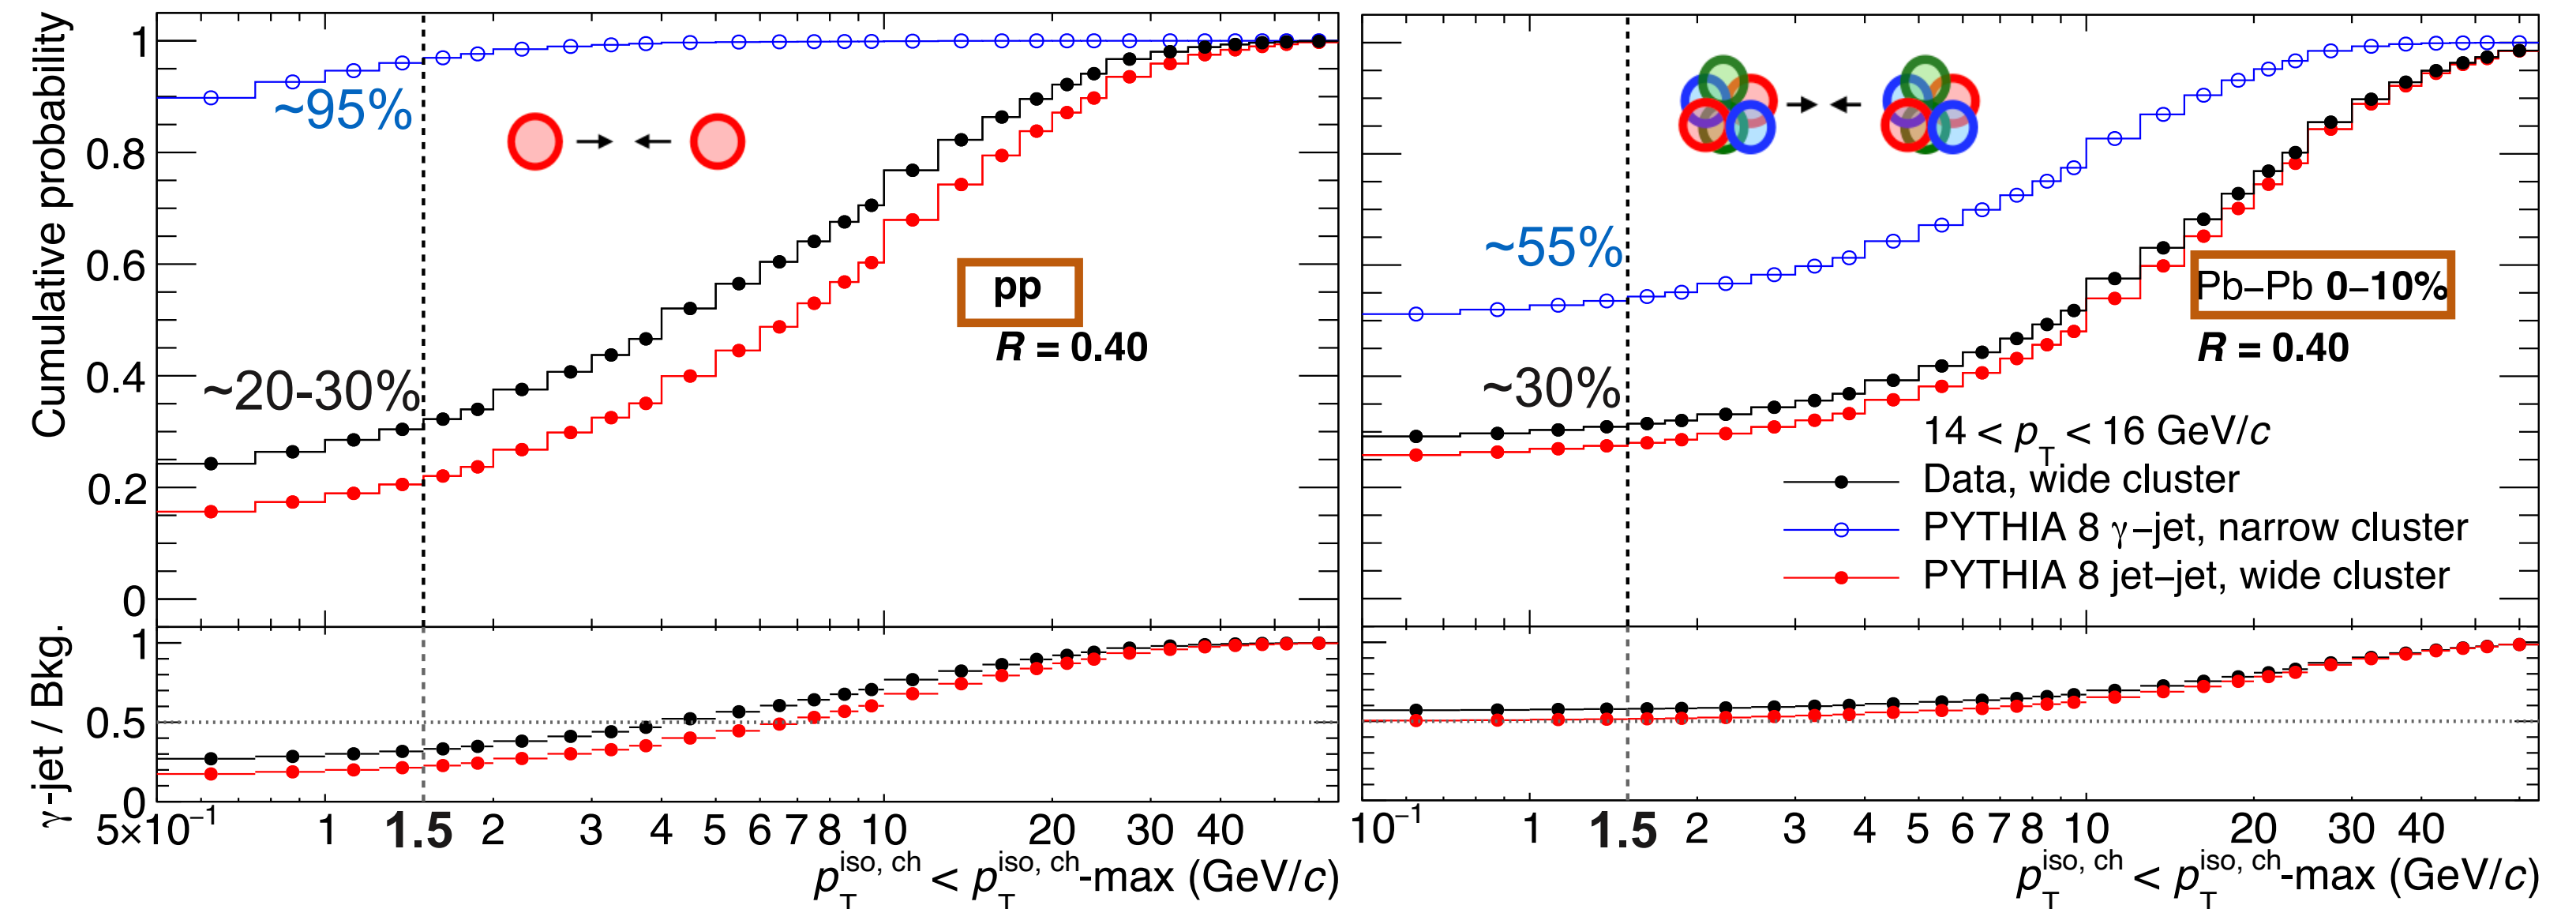 Cumulative probability
1
0.8
0.6
0.4
0.2
0
~95%
~20-30%
pp
R = 0.40
γ-jet / Bkg.
1
0.5
0
5×10⁻¹ 1 1.5 2 3 4 5 6 7 8 10 20 30 40
p_T^iso, ch < p_T^iso, ch-max (GeV/c)
~55%
~30%
Pb–Pb 0–10%
R = 0.40
14 < p_T < 16 GeV/c
Data, wide cluster
PYTHIA 8 γ–jet, narrow cluster
PYTHIA 8 jet–jet, wide cluster
10⁻¹ 1 1.5 2 3 4 5 6 7 8 10 20 30 40
p_T^iso, ch < p_T^iso, ch-max (GeV/c)